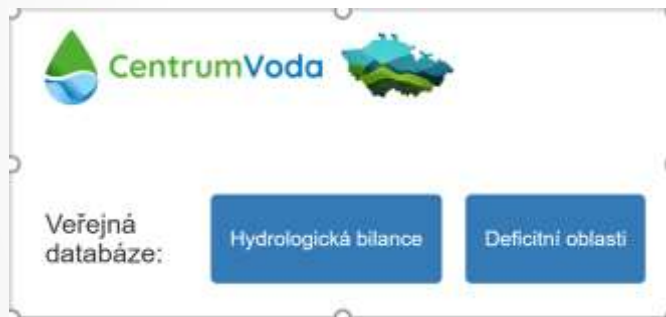 CentrumVoda
Veřejná
databáze:
Hydrologická bilance
Deficitní oblasti